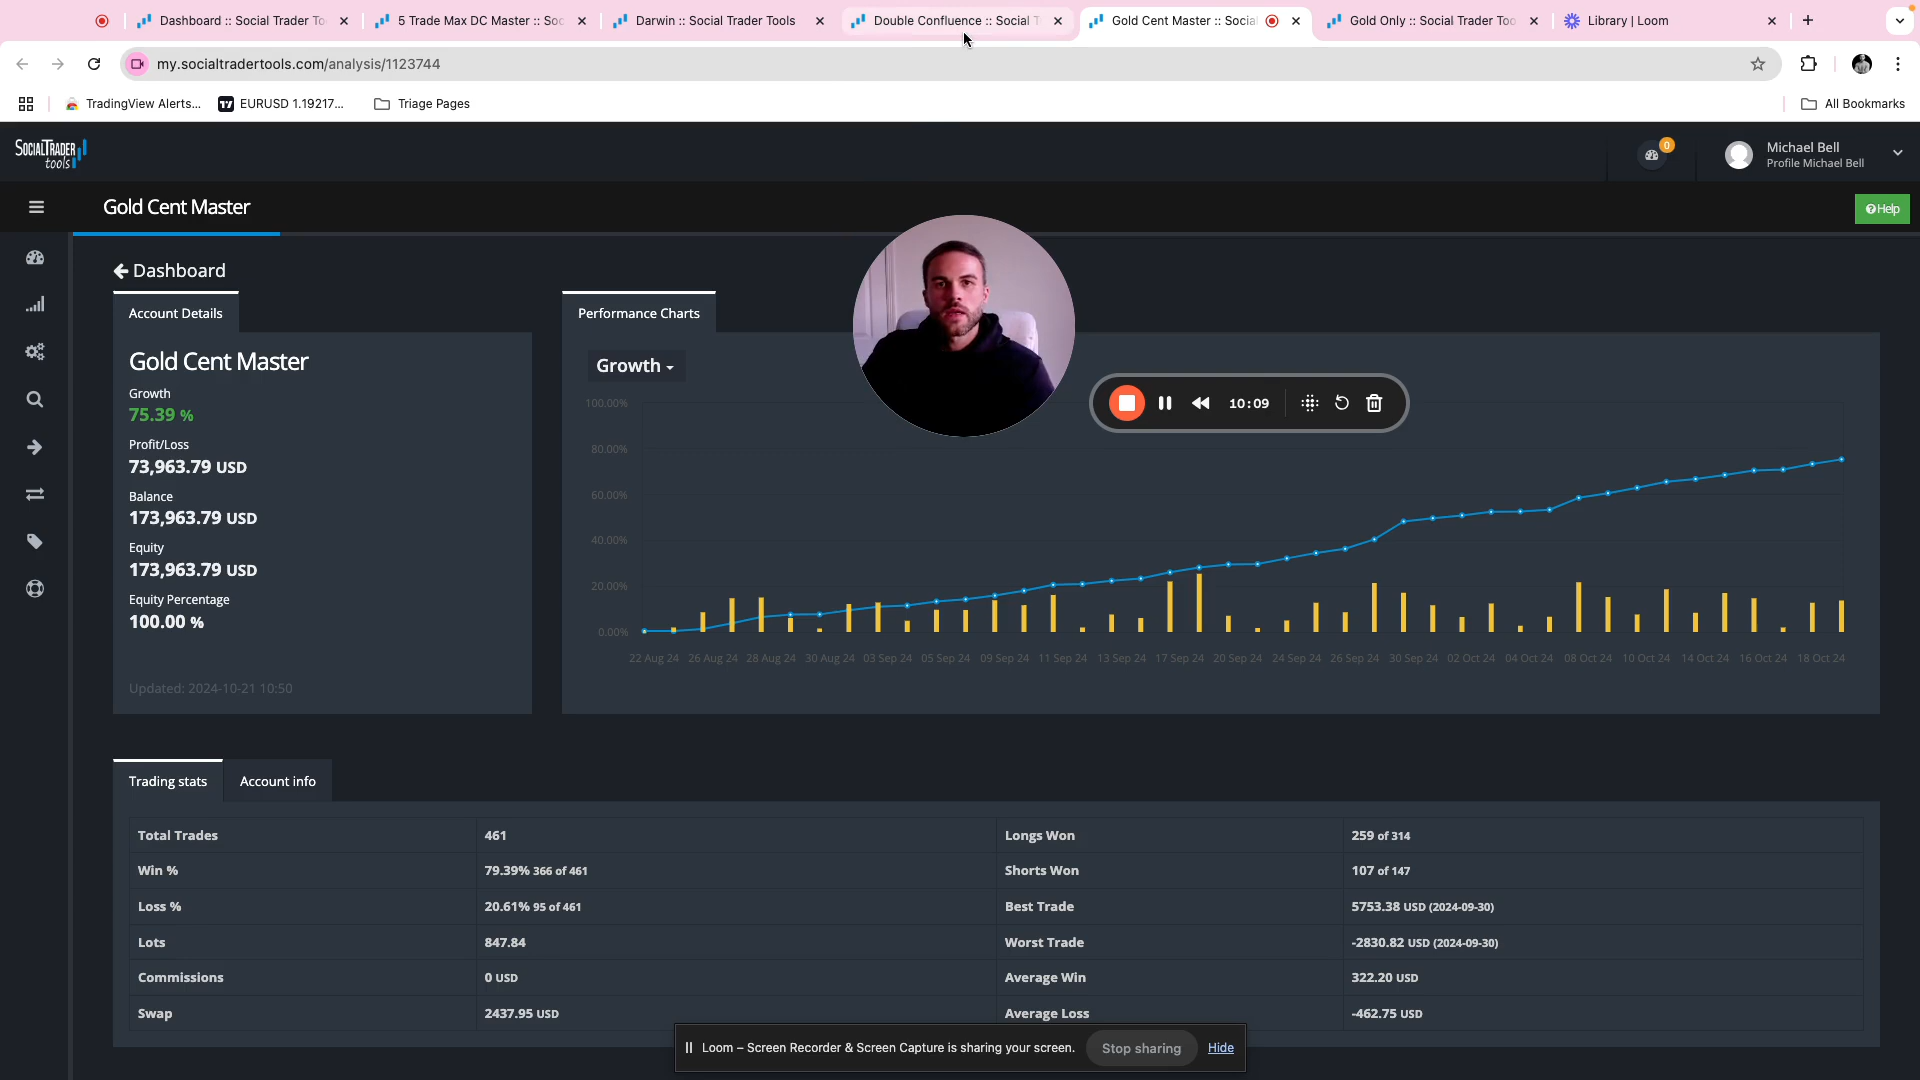 Dashboard :: Social Trader To
5 Trade Max DC Master :: Soc
Darwin :: Social Trader Tools
Double Confluence :: Social T
Gold Cent Master :: Social
Gold Only :: Social Trader Too
Library | Loom
my.socialtradertools.com/analysis/1123744
TradingView Alerts...
EURUSD 1.19217...
Triage Pages
All Bookmarks
SOCIALTRADER
tools
0
Michael Bell
Profile Michael Bell
Gold Cent Master
Help
Dashboard
Account Details
Performance Charts
Gold Cent Master
Growth
75.39 %
Profit/Loss
73,963.79 USD
Balance
173,963.79 USD
Equity
173,963.79 USD
Equity Percentage
100.00 %
Updated: 2024-10-21 10:50
Growth
10:09
100.00%
80.00%
60.00%
40.00%
20.00%
0.00%
22 Aug 24 26 Aug 24 28 Aug 24 30 Aug 24 03 Sep 24 05 Sep 24 09 Sep 24 11 Sep 24 13 Sep 24 17 Sep 24 20 Sep 24 24 Sep 24 26 Sep 24 30 Sep 24 02 Oct 24 04 Oct 24 08 Oct 24 10 Oct 24 14 Oct 24 16 Oct 24 18 Oct 24
Trading stats
Account info
Total Trades 461 Longs Won 259 of 314
Win % 79.39% 366 of 461 Shorts Won 107 of 147
Loss % 20.61% 95 of 461 Best Trade 5753.38 USD (2024-09-30)
Lots 847.84 Worst Trade -2830.82 USD (2024-09-30)
Commissions 0 USD Average Win 322.20 USD
Swap 2437.95 USD Average Loss -462.75 USD
Loom – Screen Recorder & Screen Capture is sharing your screen. Stop sharing Hide